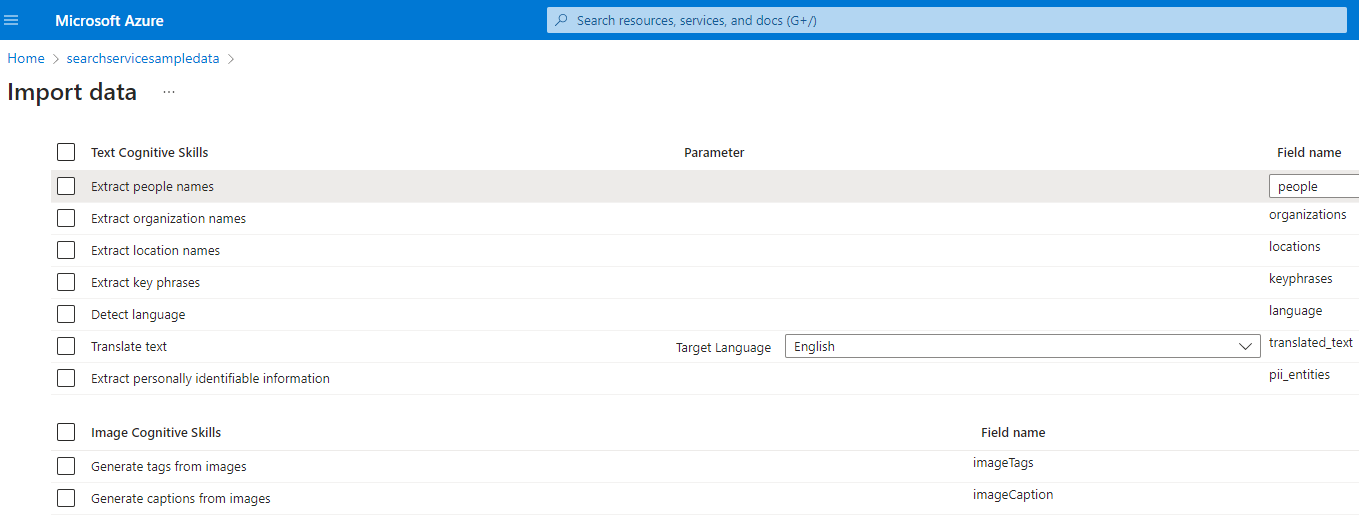 Microsoft Azure Search resources, services, and docs (G+/)
Home > searchservicesampledata >
Import data ...
Text Cognitive Skills Parameter Field name
Extract people names people
Extract organization names organizations
Extract location names locations
Extract key phrases keyphrases
Detect language language
Translate text Target Language English translated_text
Extract personally identifiable information pii_entities
Image Cognitive Skills Field name
Generate tags from images imageTags
Generate captions from images imageCaption